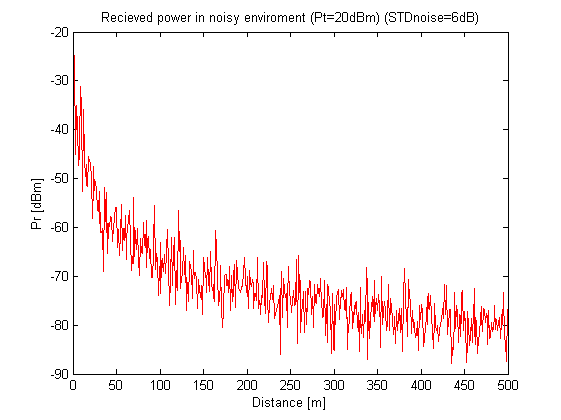 Recieved power in noisy enviroment (Pt=20dBm) (STDnoise=6dB)
-20
-30
-40
-50
-60
-70
-80
-90
Pr [dBm]
0 50 100 150 200 250 300 350 400 450 500
Distance [m]